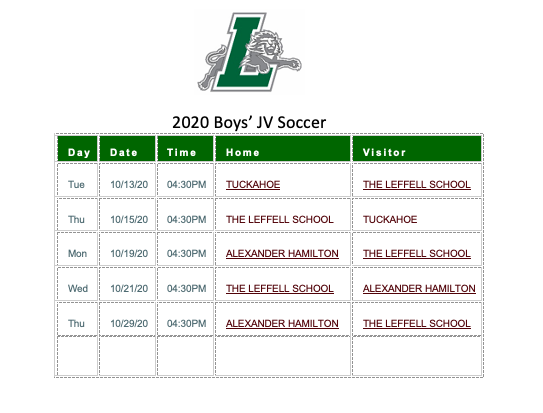 L
2020 Boys’ JV Soccer
Day Date Time Home Visitor
Tue 10/13/20 04:30PM TUCKAHOE THE LEFFELL SCHOOL
Thu 10/15/20 04:30PM THE LEFFELL SCHOOL TUCKAHOE
Mon 10/19/20 04:30PM ALEXANDER HAMILTON THE LEFFELL SCHOOL
Wed 10/21/20 04:30PM THE LEFFELL SCHOOL ALEXANDER HAMILTON
Thu 10/29/20 04:30PM ALEXANDER HAMILTON THE LEFFELL SCHOOL